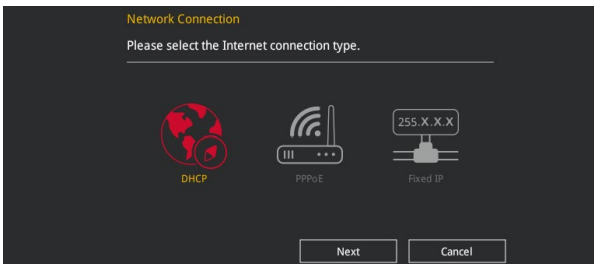 Network Connection
Please select the Internet connection type.
255.X.X.X
DHCP
PPPoE
Fixed IP
Next
Cancel